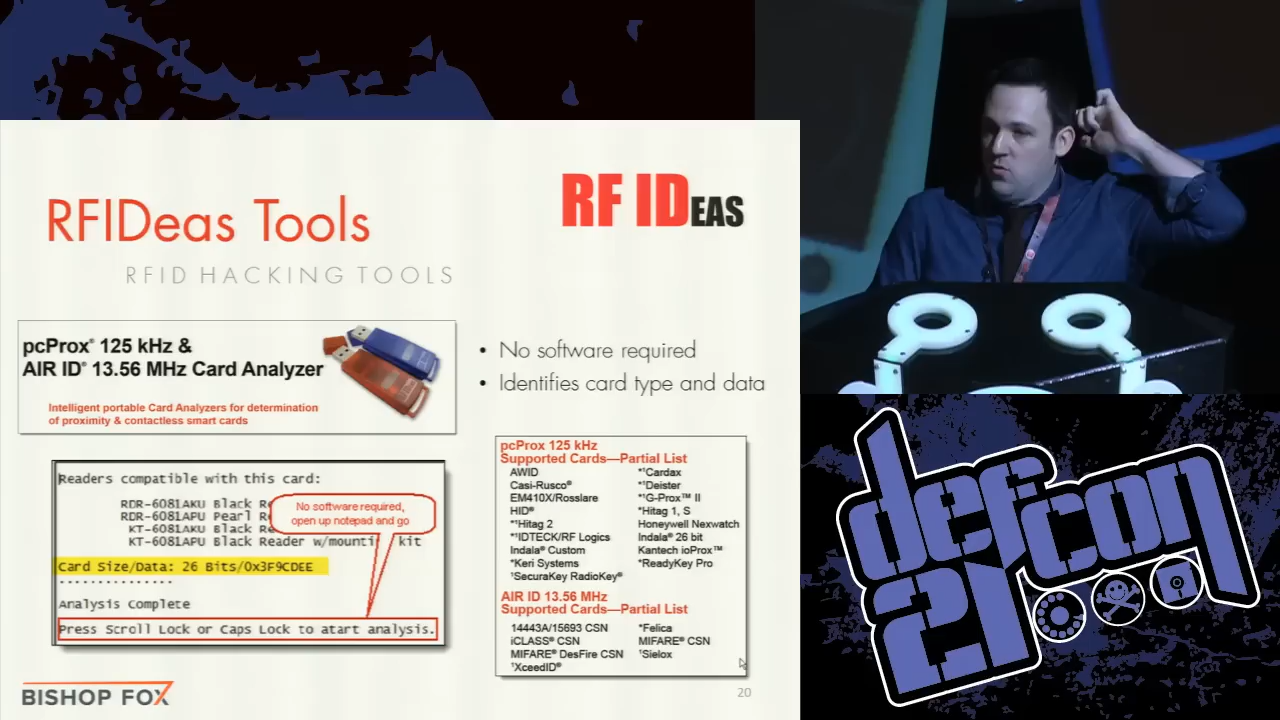 RFIDeas Tools
RFID HACKING TOOLS
RF IDEAS
pcProx® 125 kHz &
AIR ID® 13.56 MHz Card Analyzer
Intelligent portable Card Analyzers for determination
of proximity & contactless smart cards
• No software required
• Identifies card type and data
Readers compatible with this card:
RDR-6081AKU Black Re
RDR-6081APU Pearl R
KT-6081AKU Black Re
KT-6081APU Black Reader w/mounti kit
No software required,
open up notepad and go
Card Size/Data: 26 Bits/0x3F9CDEE
---------------
Analysis Complete
Press Scroll Lock or Caps Lock to atart analysis.
pcProx 125 kHz
Supported Cards—Partial List
AWID
Casi-Rusco®
EM410X/Rosslare
HID®
*¹Hitag 2
*¹IDTECK/RF Logics
Indala® Custom
*Keri Systems
¹SecuraKey RadioKey®
*¹Cardax
*¹Deister
*¹G-Prox™ II
*Hitag 1, S
Honeywell Nexwatch
Indala® 26 bit
Kantech ioProx™
*ReadyKey Pro
AIR ID 13.56 MHz
Supported Cards—Partial List
14443A/15693 CSN
iCLASS® CSN
MIFARE® DesFire CSN
¹XceedID®
*Felica
MIFARE® CSN
¹Sielox
BISHOP FOX
20
defcon
21